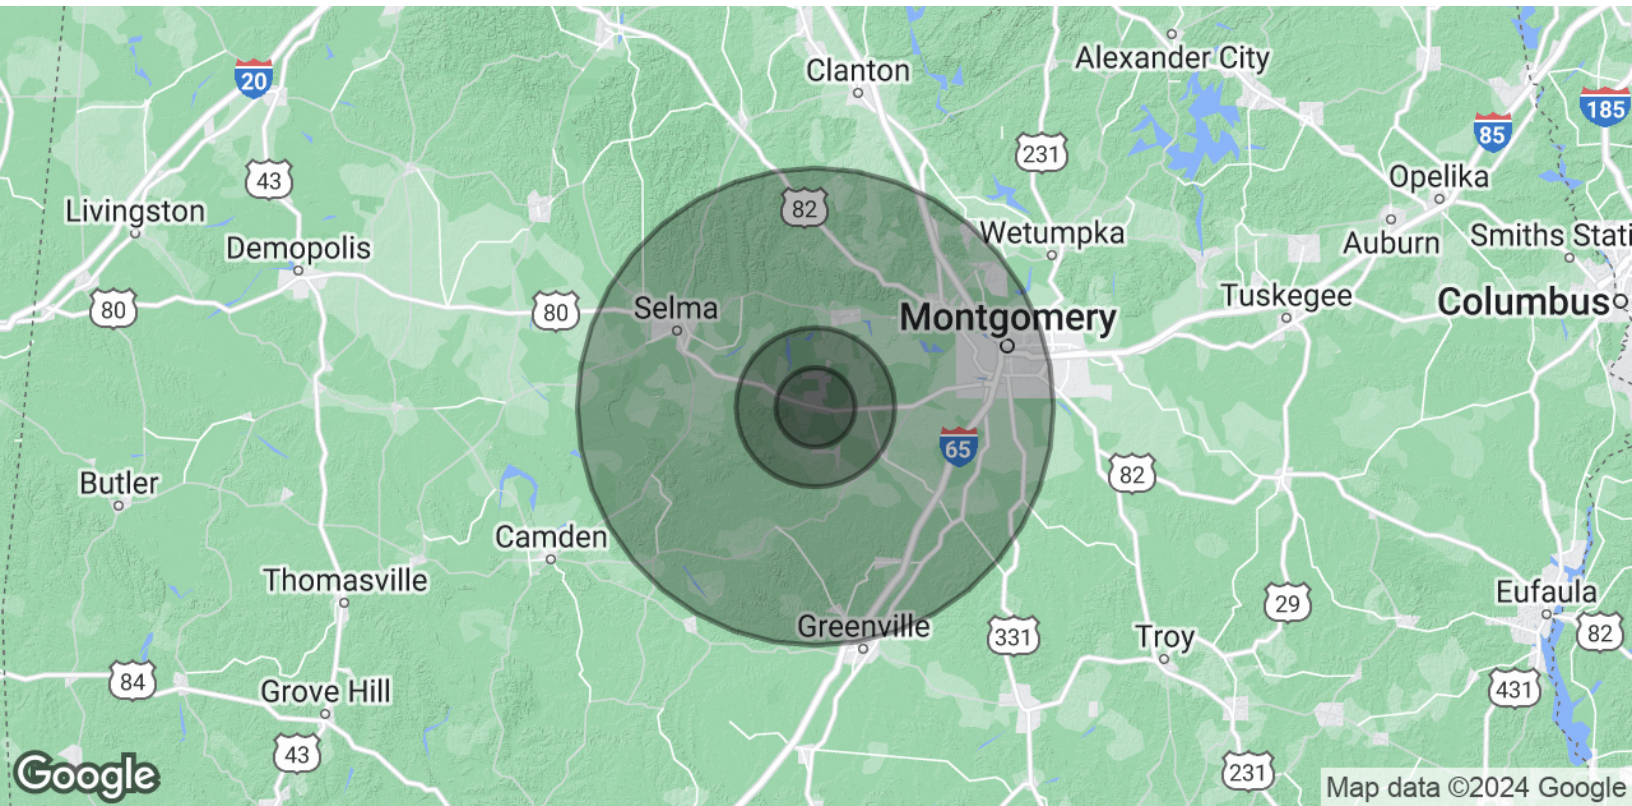 Alexander City
Clanton
20
185
85
231
43
Opelika
82
Livingston
Wetumpka
Auburn
Smiths Stati
Demopolis
Tuskegee
Columbus
80
80
Selma
Montgomery
65
82
Butler
Camden
Thomasville
Eufaula
29
Greenville
331
Troy
82
84
Grove Hill
431
43
231
Google
Map data ©2024 Google